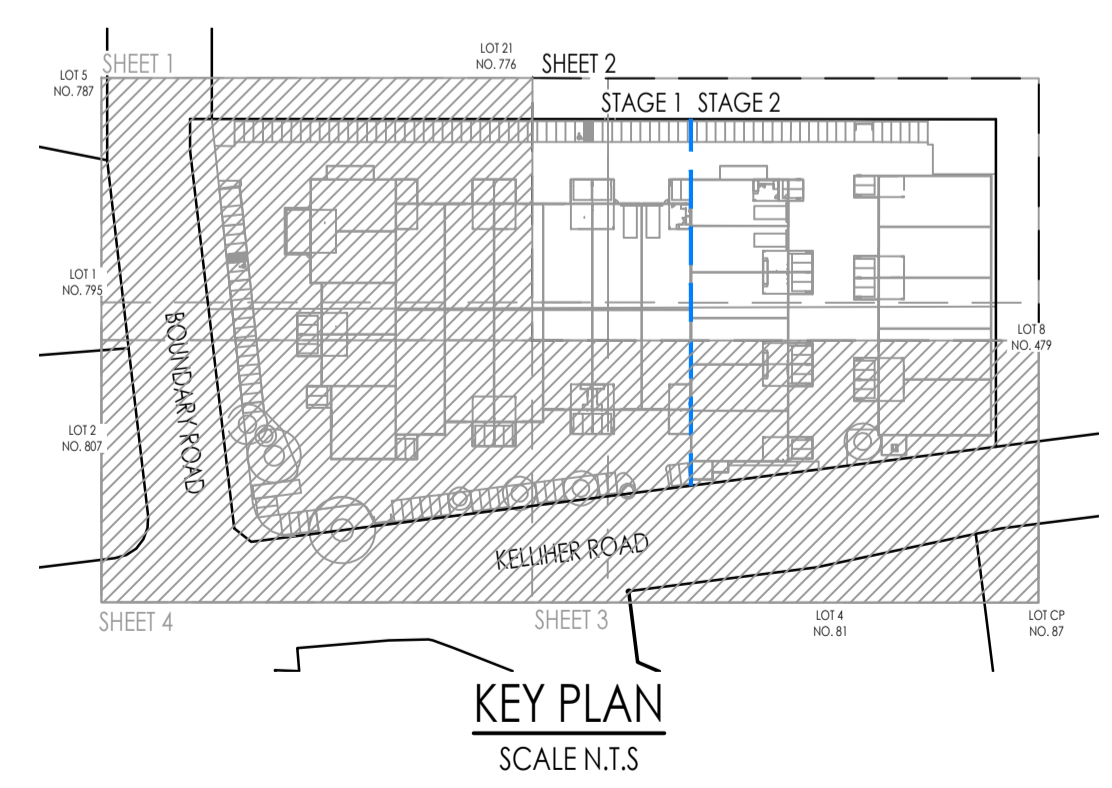 SHEET 1
LOT 21
NO. 776
SHEET 2
LOT 5
NO. 787
STAGE 1
STAGE 2
LOT 1
NO. 795
BOUNDARY ROAD
LOT 8
NO. 479
LOT 2
NO. 807
KELLIHER ROAD
SHEET 4
SHEET 3
LOT 4
NO. 81
LOT CP
NO. 87
KEY PLAN
SCALE N.T.S